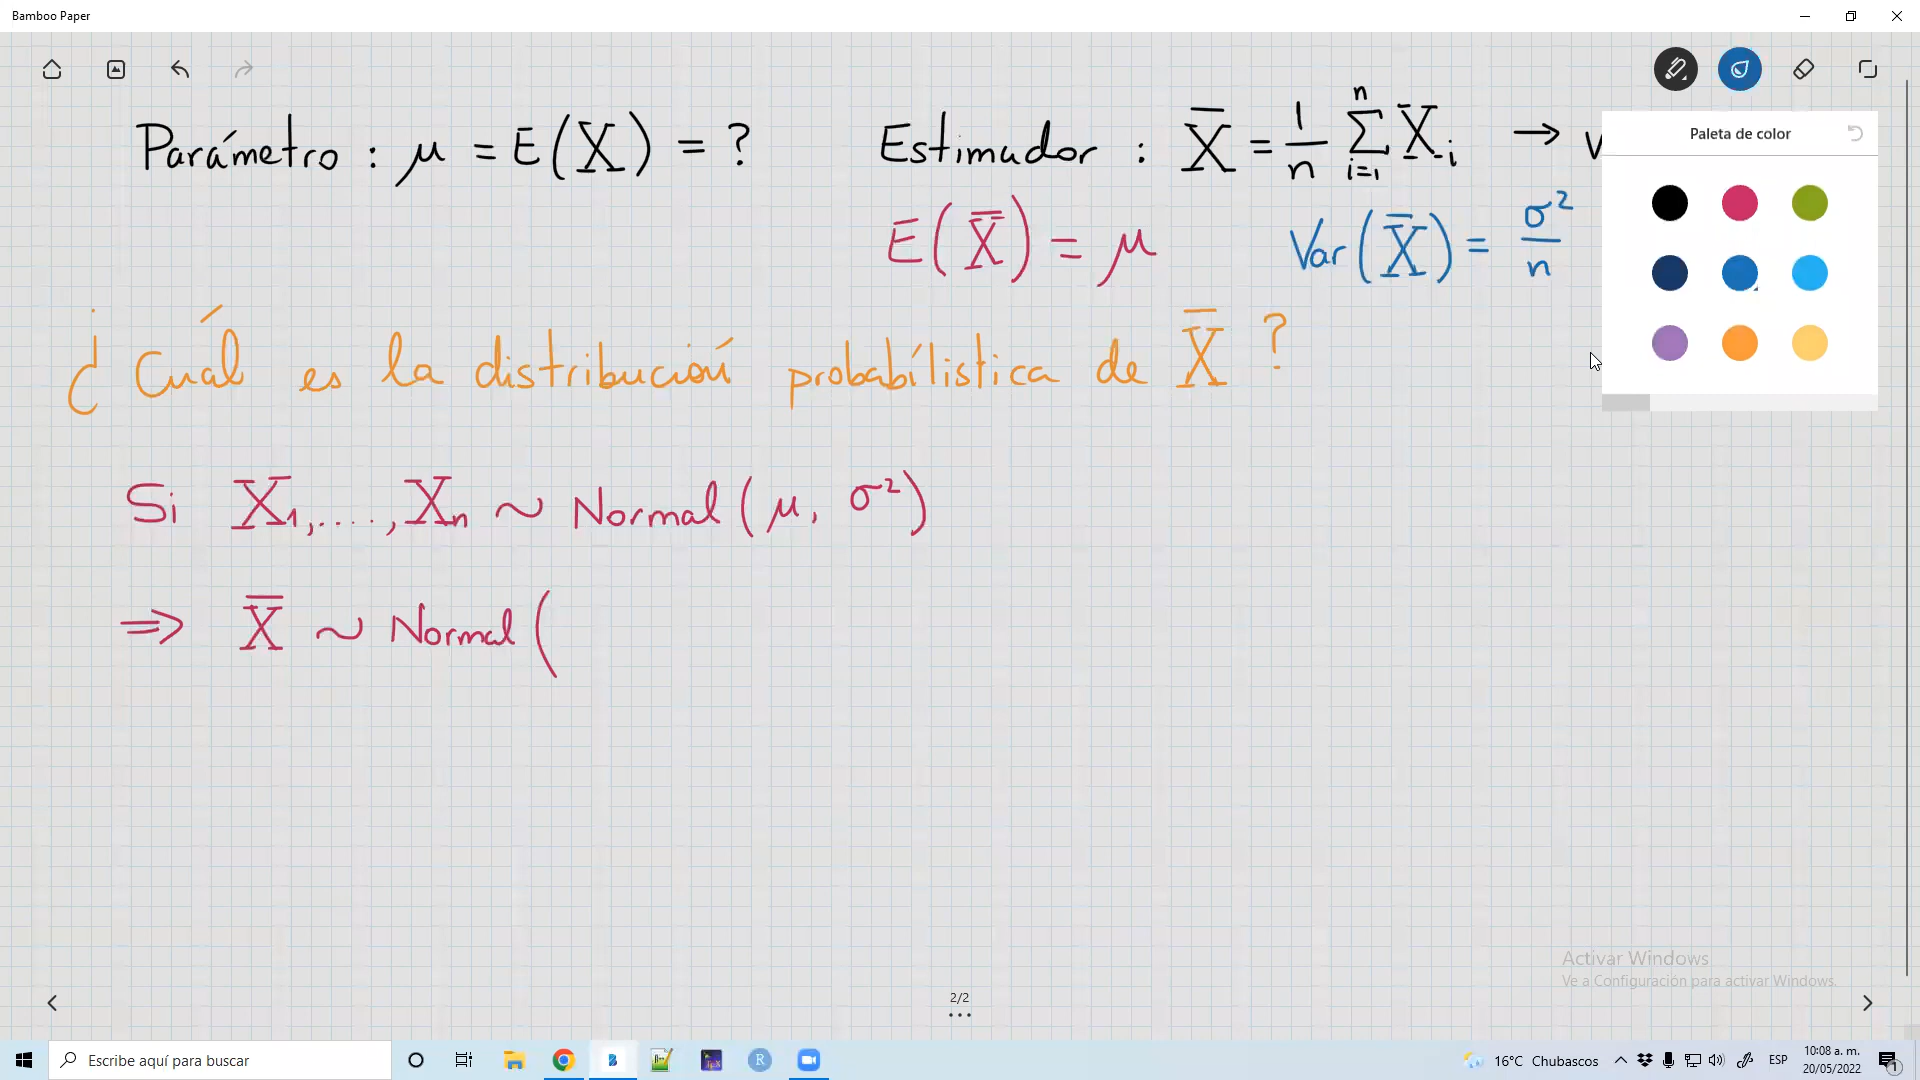 Bamboo Paper
Parámetro : μ = E(X) = ?
Estimador : X̅ = 1/n ∑_{i=1}^{n} X_i →
Paleta de color
E(X̅) = μ
Var(X̅) = σ²/n
¿ Cuál es la distribución probabílistica de X̅ ?
Si X₁,....,Xₙ ~ Normal(μ, σ²)
⇒ X̅ ~ Normal(
Activar Windows
Ve a Configuración para activar Windows.
2/2
Escribe aquí para buscar
16°C Chubascos
ESP
10:08 a. m.
20/05/2022
1